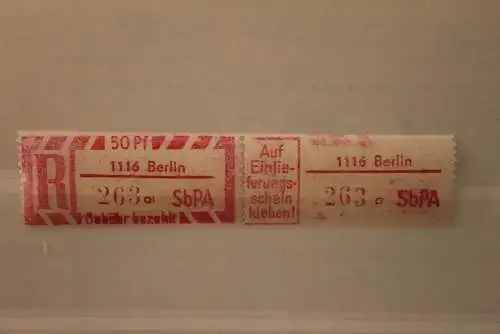 50 Pf
R
1116 Berlin
263 a SbPA
Gebühr bezahlt
Auf
Einlie-
ferungs-
schein
kleben!
1116 Berlin
263 a SbPA